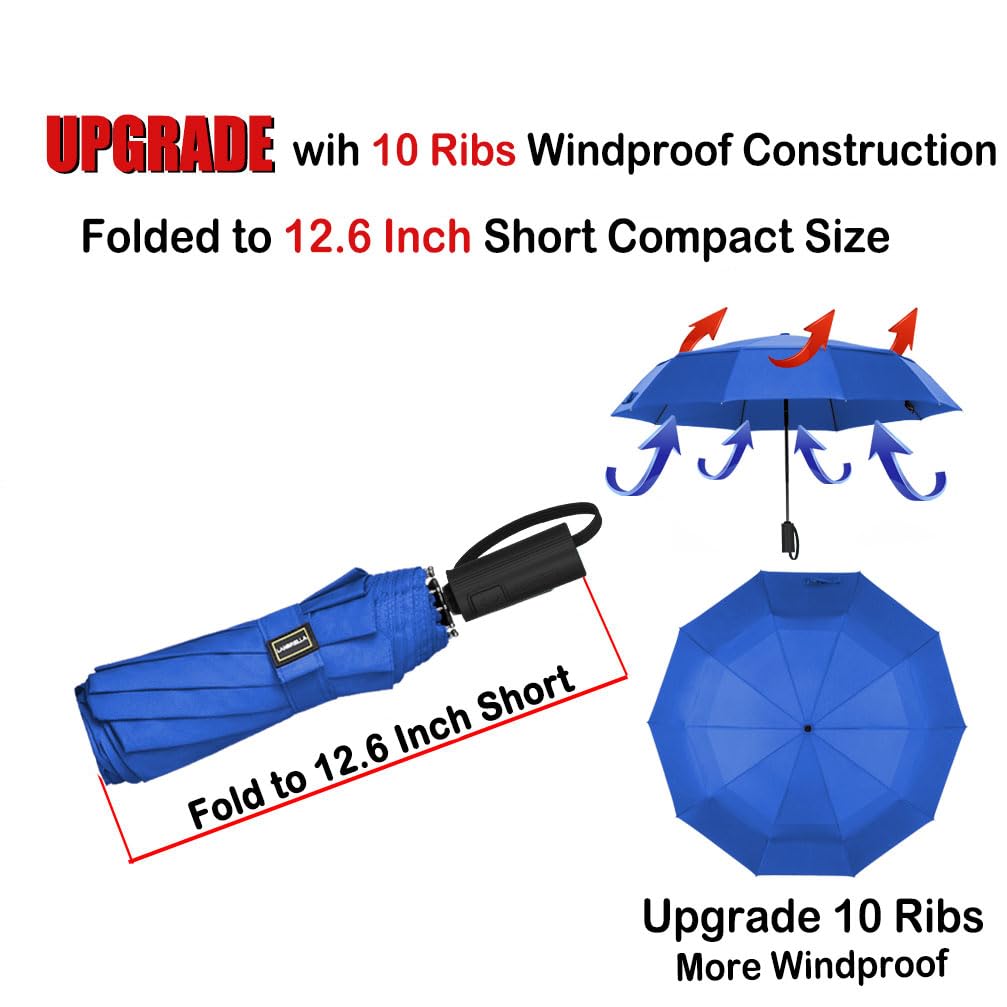 UPGRADE wih 10 Ribs Windproof Construction
Folded to 12.6 Inch Short Compact Size
LANBRELLA
Fold to 12.6 Inch Short
Upgrade 10 Ribs
More Windproof